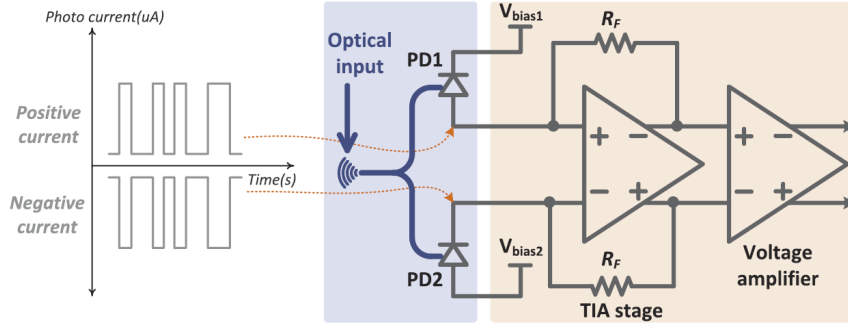 Photo current(uA)
Positive
current
Negative
current
Time(s)
Optical
input
PD1
PD2
V_bias1
V_bias2
R_F
+ −
− +
R_F
TIA stage
+
−
Voltage
amplifier